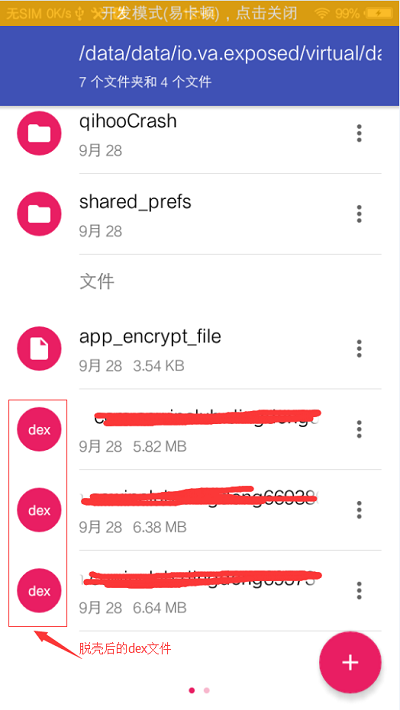 无SIM 0K/s
开发模式(易卡顿)，点击关闭
99%
/data/data/io.va.exposed/virtual/da
7 个文件夹和 4 个文件
qihooCrash
9月 28
shared_prefs
9月 28
文件
app_encrypt_file
9月 28 3.54 KB
dex
9月 28 5.82 MB
dex
9月 28 6.38 MB
dex
9月 28 6.64 MB
脱壳后的dex文件